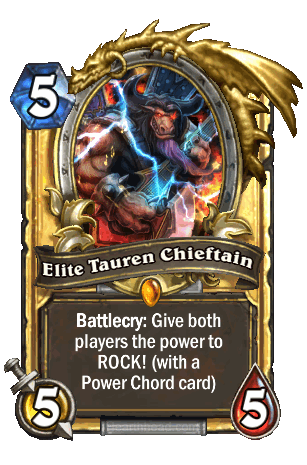 5
Elite Tauren Chieftain
Battlecry: Give both
players the power to
ROCK! (with a
Power Chord card)
5
5